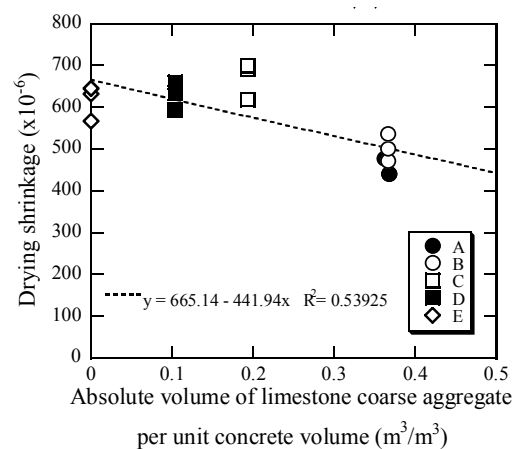 800
700
600
500
400
300
200
100
0
Drying shrinkage (x10⁻⁶)
A
B
C
D
E
y = 665.14 - 441.94x R²= 0.53925
0 0.1 0.2 0.3 0.4 0.5
Absolute volume of limestone coarse aggregate
per unit concrete volume (m³/m³)